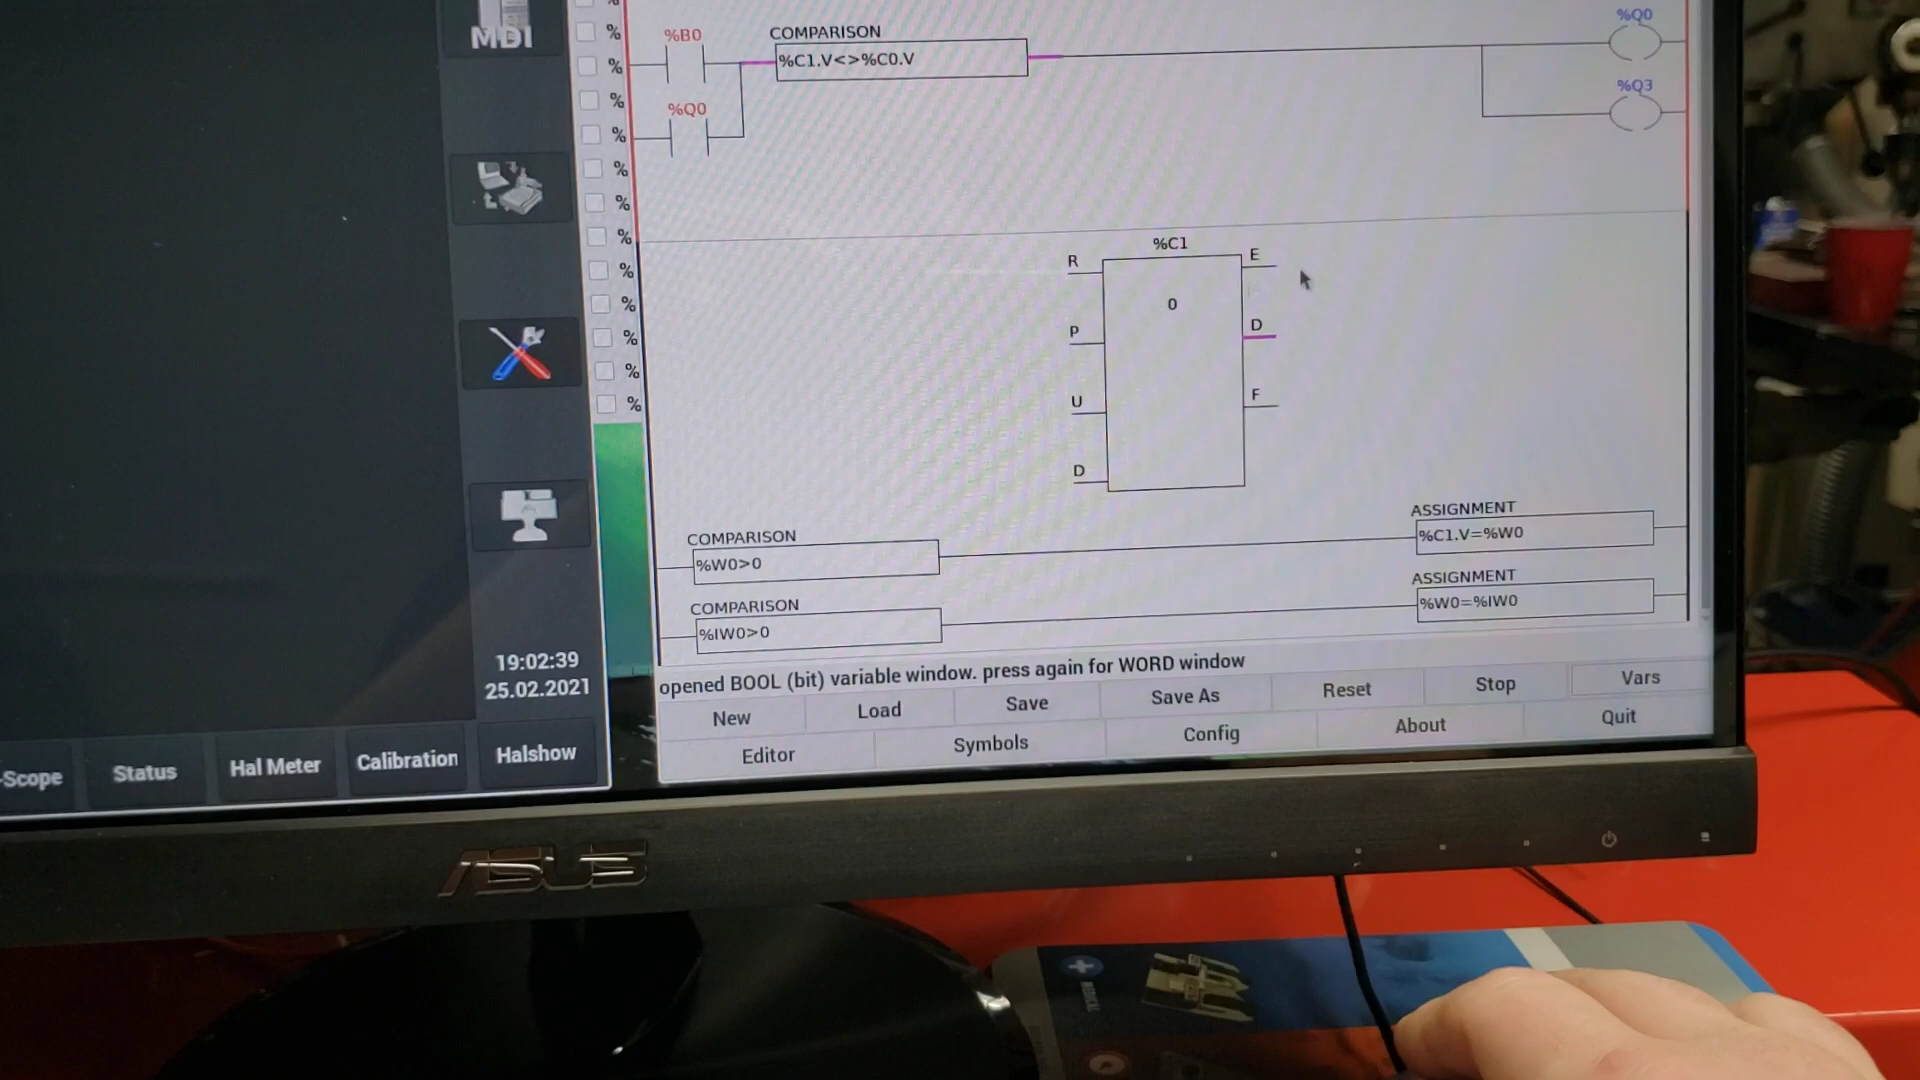 MDI
%
%
%
%
%
%
%
%
%
%
%
%
%B0
COMPARISON
%C1.V<>%C0.V
%Q0
%Q0
%Q3
%C1
R
E
0
P
D
U
F
D
COMPARISON
%W0>0
ASSIGNMENT
%C1.V=%W0
COMPARISON
%IW0>0
ASSIGNMENT
%W0=%IW0
19:02:39
25.02.2021
opened BOOL (bit) variable window. press again for WORD window
New
Load
Save
Save As
Reset
Stop
Vars
Editor
Symbols
Config
About
Quit
-Scope
Status
Hal Meter
Calibration
Halshow
ASUS